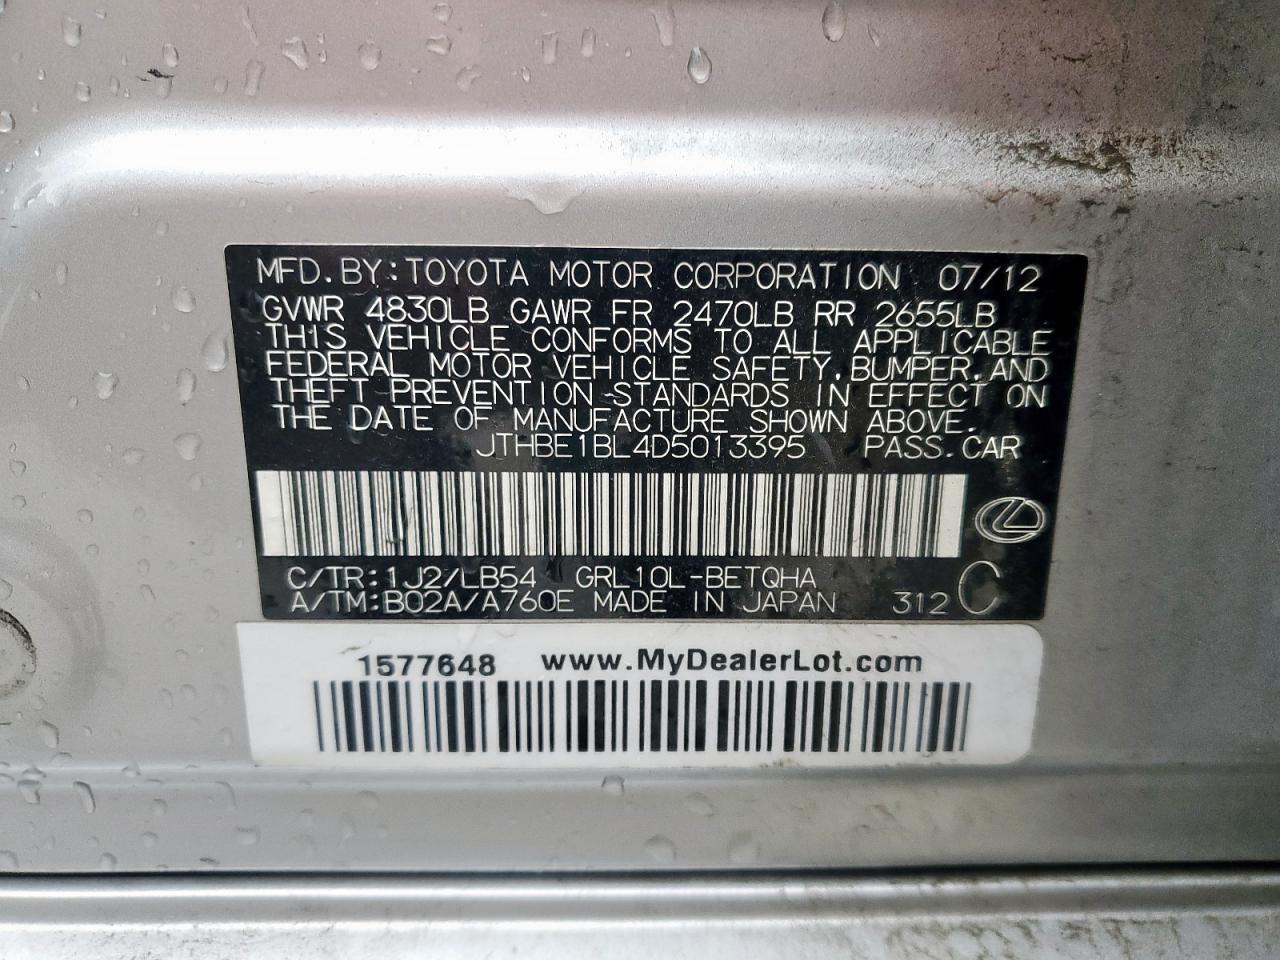 MFD.BY:TOYOTA MOTOR CORPORATION 07/12
GVWR 4830LB GAWR FR 2470LB RR 2655LB
THIS VEHICLE CONFORMS TO ALL APPLICABLE
FEDERAL MOTOR VEHICLE SAFETY,BUMPER,AND
THEFT PREVENTION STANDARDS IN EFFECT ON
THE DATE OF MANUFACTURE SHOWN ABOVE.
JTHBE1BL4D5013395 PASS.CAR
C/TR:1J2/LB54 GRL10L-BETQHA
A/TM:B02A/A760E MADE IN JAPAN 312 C
1577648 www.MyDealerLot.com